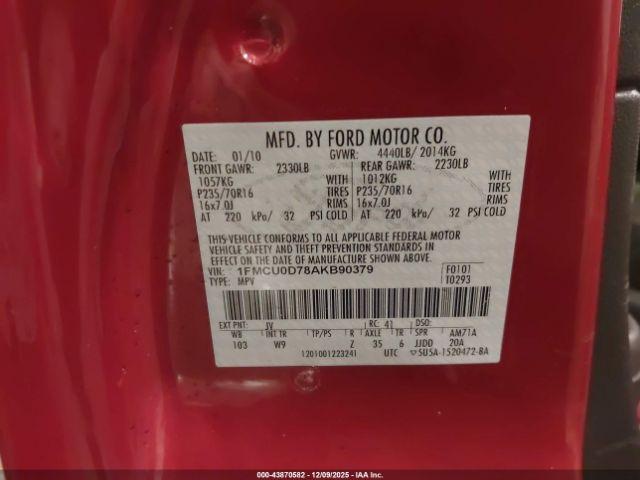 MFD. BY FORD MOTOR CO.
DATE: 01/10 GVWR: 4440LB/ 2014KG
FRONT GAWR: 2330LB REAR GAWR: 2230LB
1057KG WITH 1012KG WITH
P235/70R16 TIRES P235/70R16 TIRES
16x7.0J RIMS 16x7.0J RIMS
AT 220 kPa/ 32 PSI COLD AT 220 kPa/ 32 PSI COLD
THIS VEHICLE CONFORMS TO ALL APPLICABLE FEDERAL MOTOR
VEHICLE SAFETY AND THEFT PREVENTION STANDARDS IN
EFFECT ON THE DATE OF MANUFACTURE SHOWN ABOVE.
VIN: 1FMCU0D78AKB90379 F0101
TYPE: MPV T0293
EXT PNT: JV RC: 41 DSO:
WB INT TR TP/PS R AXLE TR SPR AM71A
103 W9 Z 35 6 JJDD 20A
1201001223241 UTC 5U5A-1520472-BA
000-43870582 - 12/09/2025 - IAA Inc.